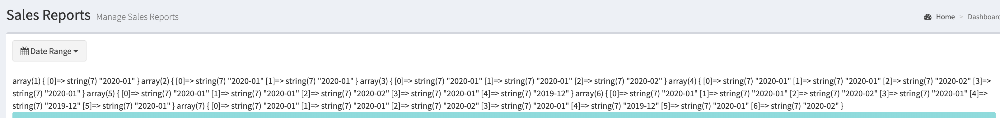 Sales Reports Manage Sales Reports
Home > Dashboard
Date Range
array(1) { [0]=> string(7) "2020-01" } array(2) { [0]=> string(7) "2020-01" [1]=> string(7) "2020-01" } array(3) { [0]=> string(7) "2020-01" [1]=> string(7) "2020-01" [2]=> string(7) "2020-02" } array(4) { [0]=> string(7) "2020-01" [1]=> string(7) "2020-01" [2]=> string(7) "2020-02" [3]=>
string(7) "2020-01" } array(5) { [0]=> string(7) "2020-01" [1]=> string(7) "2020-01" [2]=> string(7) "2020-02" [3]=> string(7) "2020-01" [4]=> string(7) "2019-12" } array(6) { [0]=> string(7) "2020-01" [1]=> string(7) "2020-01" [2]=> string(7) "2020-02" [3]=> string(7) "2020-01" [4]=>
string(7) "2019-12" [5]=> string(7) "2020-01" } array(7) { [0]=> string(7) "2020-01" [1]=> string(7) "2020-01" [2]=> string(7) "2020-02" [3]=> string(7) "2020-01" [4]=> string(7) "2019-12" [5]=> string(7) "2020-01" [6]=> string(7) "2020-02" }